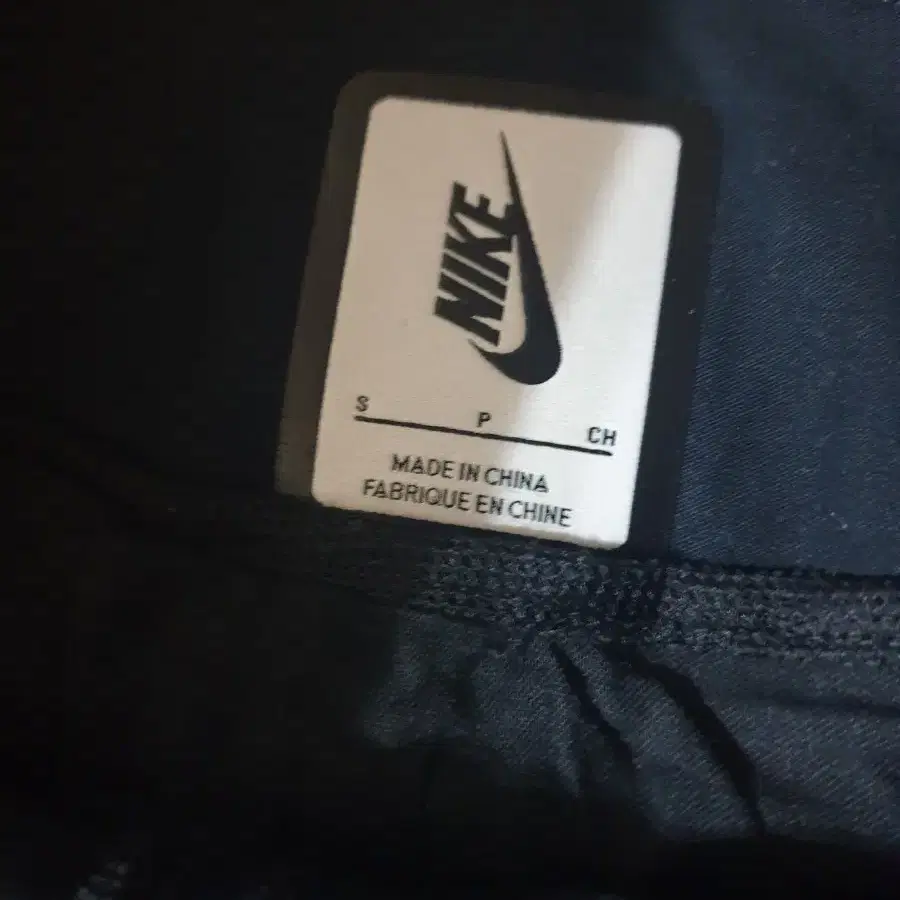 NIKE
S P CH
MADE IN CHINA
FABRIQUE EN CHINE